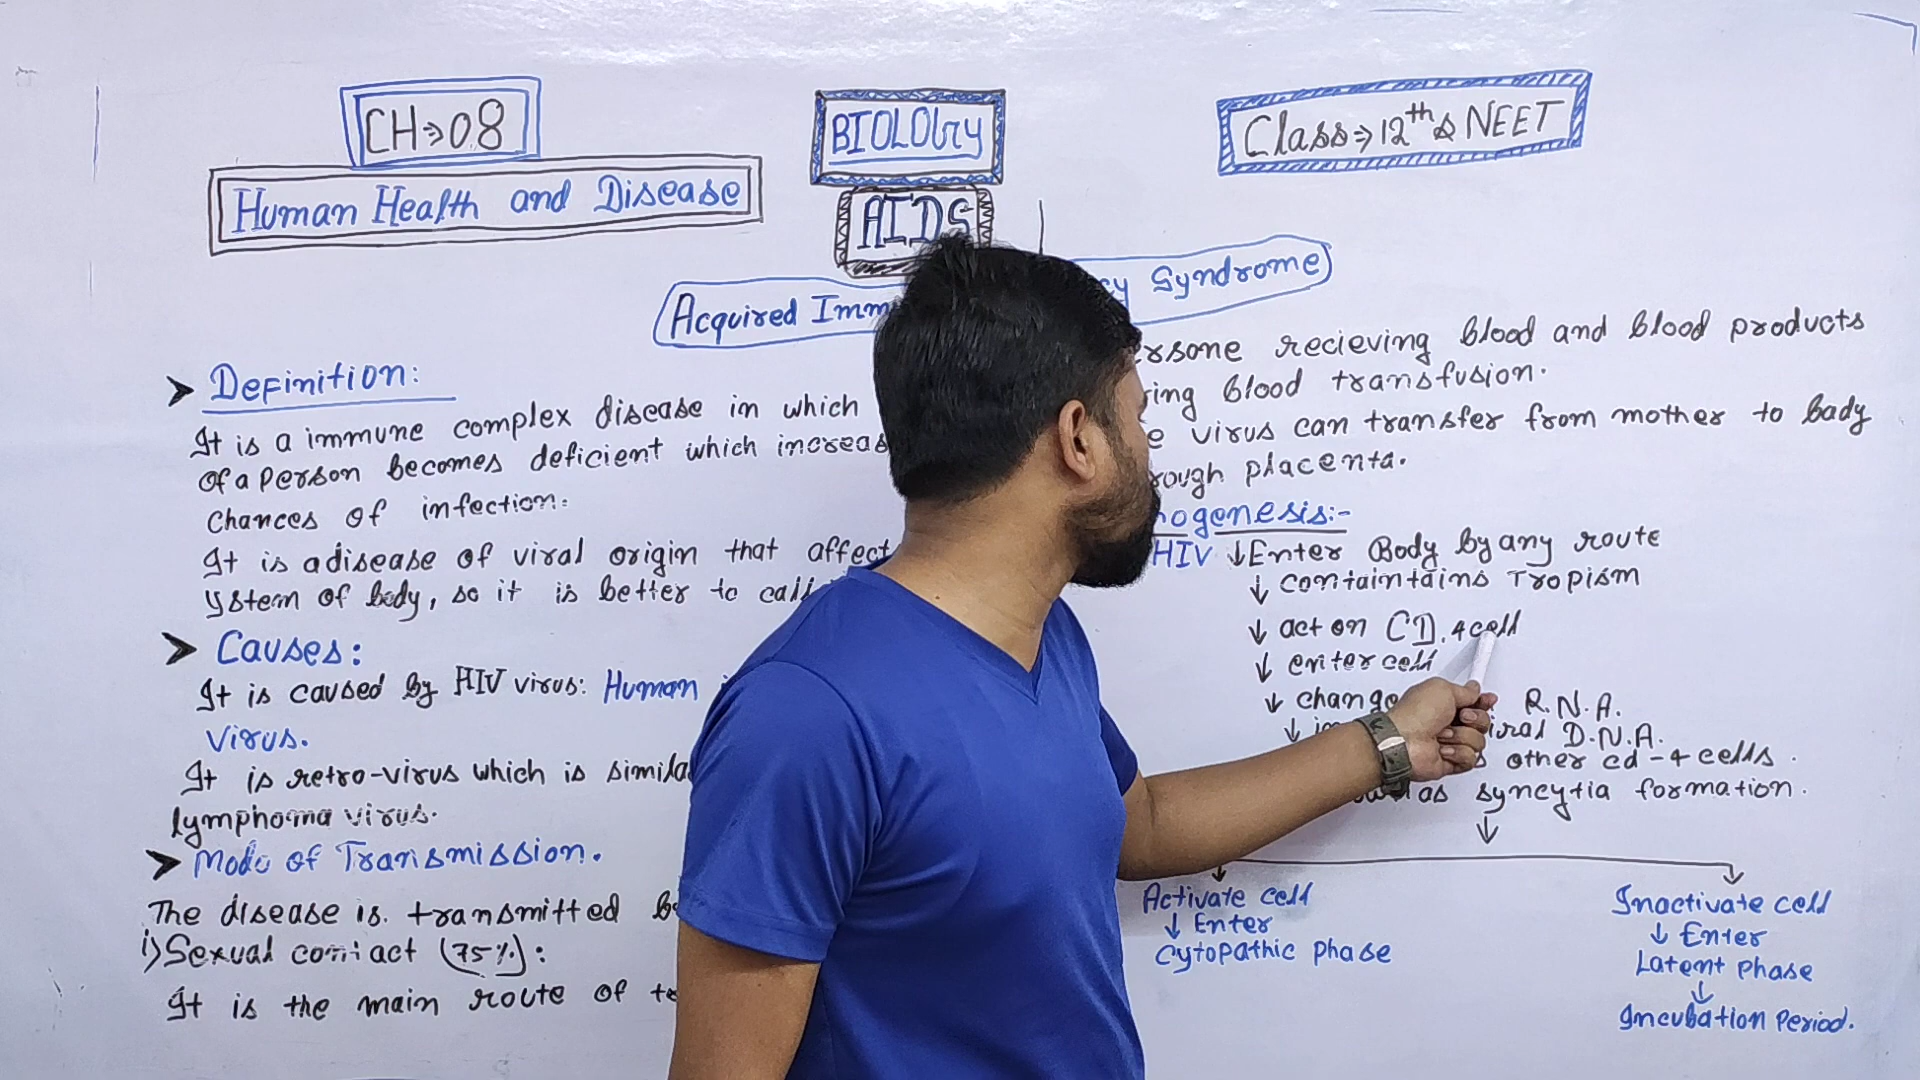 CH⇒08
BIOLOGY
Class⇒12th & NEET
Human Health and Disease
AIDS
Acquired Imm
Syndrome)
➤ Definition:
It is a immune complex disease in which
of a person becomes deficient which increas
chances of infection.
It is a disease of viral origin that affect
ystem of body, so it is better to call
➤ Causes:
It is caused by HIV virus: Human
Virus.
It is retro-virus which is simila
lymphoma virus.
➤ Mode of Transmission.
The disease is. transmitted b
i) Sexual contact (75%):
It is the main route of t
rsone recieving blood and blood products
ring blood transfusion.
e virus can transfer from mother to bady
rough placenta.
ogenesis:-
HIV ↓ Enter Body by any route
↓ containtains Tropism
↓ act on CD.4 cell
↓ enter cell
↓ change R.N.A.
↓ viral D.N.A.
other cd-4 cells.
as syncytia formation.
↓
Activate cell
↓ Enter
Cytopathic phase
Inactivate cell
↓ Enter
Latent phase
↓
Incubation Period.